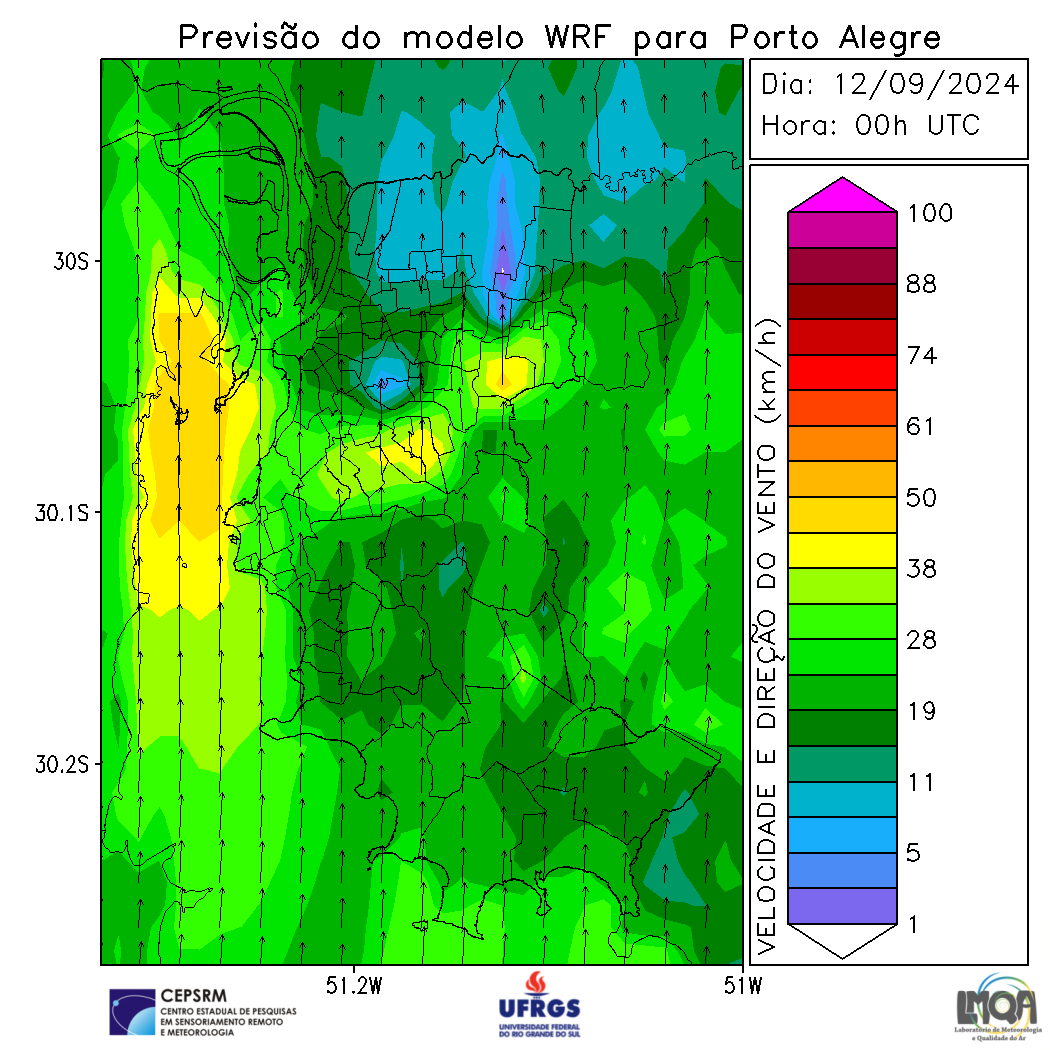 Previsão do modelo WRF para Porto Alegre
Dia: 12/09/2024
Hora: 00h UTC
30S
30.1S
30.2S
51.2W
51W
VELOCIDADE E DIREÇÃO DO VENTO (km/h)
100
88
74
61
50
38
28
19
11
5
1
CEPSRM
CENTRO ESTADUAL DE PESQUISAS
EM SENSORIAMENTO REMOTO
E METEOROLOGIA
UFRGS
UNIVERSIDADE FEDERAL
DO RIO GRANDE DO SUL
LMQA
Laboratório de Meteorologia
e Qualidade do Ar